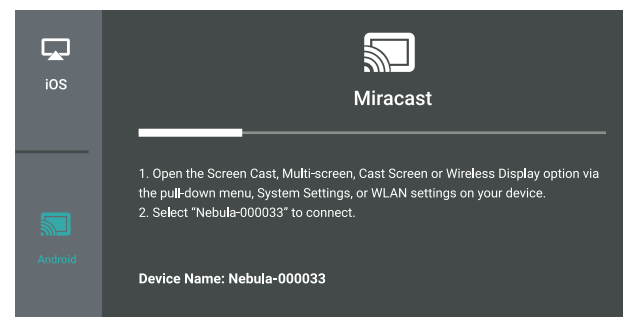 iOS
Android
Miracast
1. Open the Screen Cast, Multi-screen, Cast Screen or Wireless Display option via
the pull-down menu, System Settings, or WLAN settings on your device.
2. Select “Nebula-000033” to connect.
Device Name: Nebula-000033